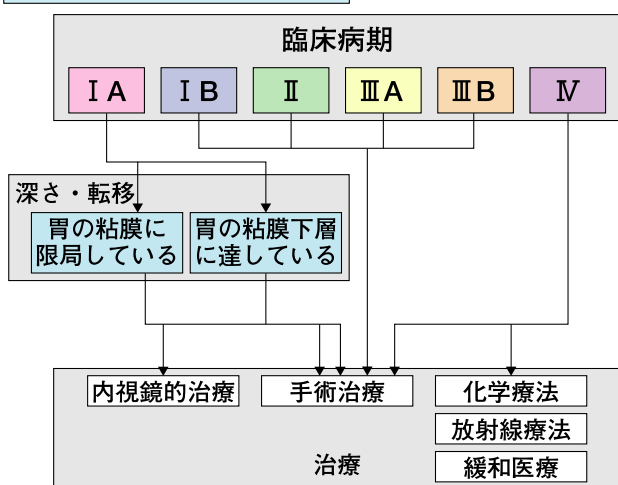 臨床病期
ⅠA ⅠB Ⅱ ⅢA ⅢB Ⅳ
深さ・転移
胃の粘膜に
限局している
胃の粘膜下層
に達している
内視鏡的治療
手術治療
化学療法
放射線療法
緩和医療
治療